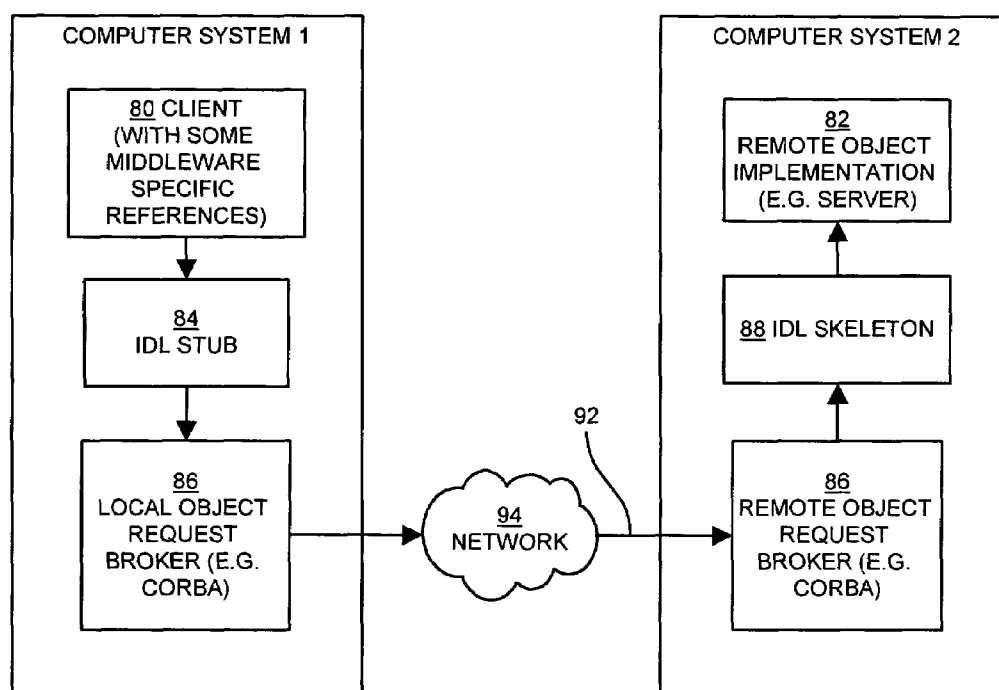 COMPUTER SYSTEM 1
80 CLIENT
(WITH SOME
MIDDLEWARE
SPECIFIC
REFERENCES)
84
IDL STUB
86
LOCAL OBJECT
REQUEST
BROKER (E.G.
CORBA)
94
NETWORK
92
COMPUTER SYSTEM 2
82
REMOTE OBJECT
IMPLEMENTATION
(E.G. SERVER)
88 IDL SKELETON
86
REMOTE OBJECT
REQUEST
BROKER (E.G.
CORBA)